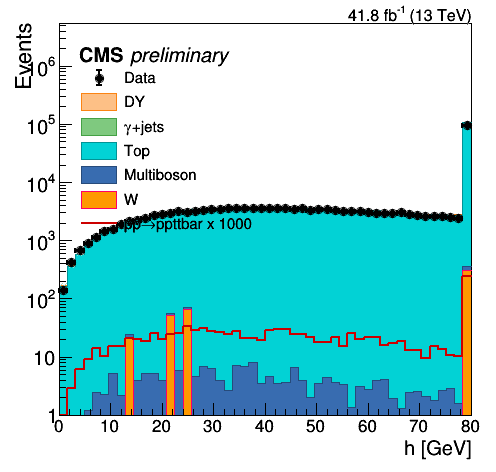 41.8 fb⁻¹ (13 TeV)
Events
CMS preliminary
Data
DY
γ+jets
Top
Multiboson
W
pp→ppttbar x 1000
10⁶
10⁵
10⁴
10³
10²
10
1
0 10 20 30 40 50 60 70 80
h [GeV]